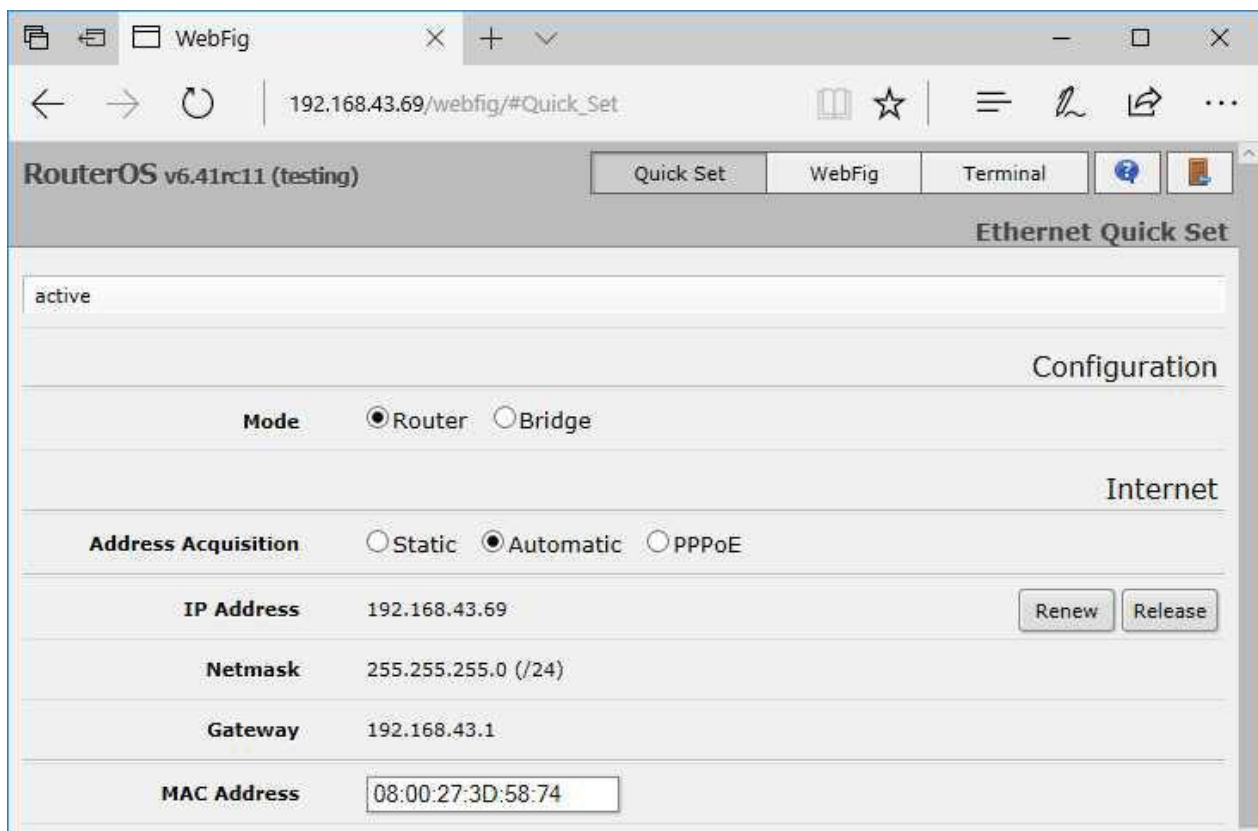 WebFig
192.168.43.69/webfig/#Quick_Set
RouterOS v6.41rc11 (testing)
Quick Set
WebFig
Terminal
Ethernet Quick Set
active
Configuration
Mode Router Bridge
Internet
Address Acquisition Static Automatic PPPoE
IP Address 192.168.43.69 Renew Release
Netmask 255.255.255.0 (/24)
Gateway 192.168.43.1
MAC Address 08:00:27:3D:58:74